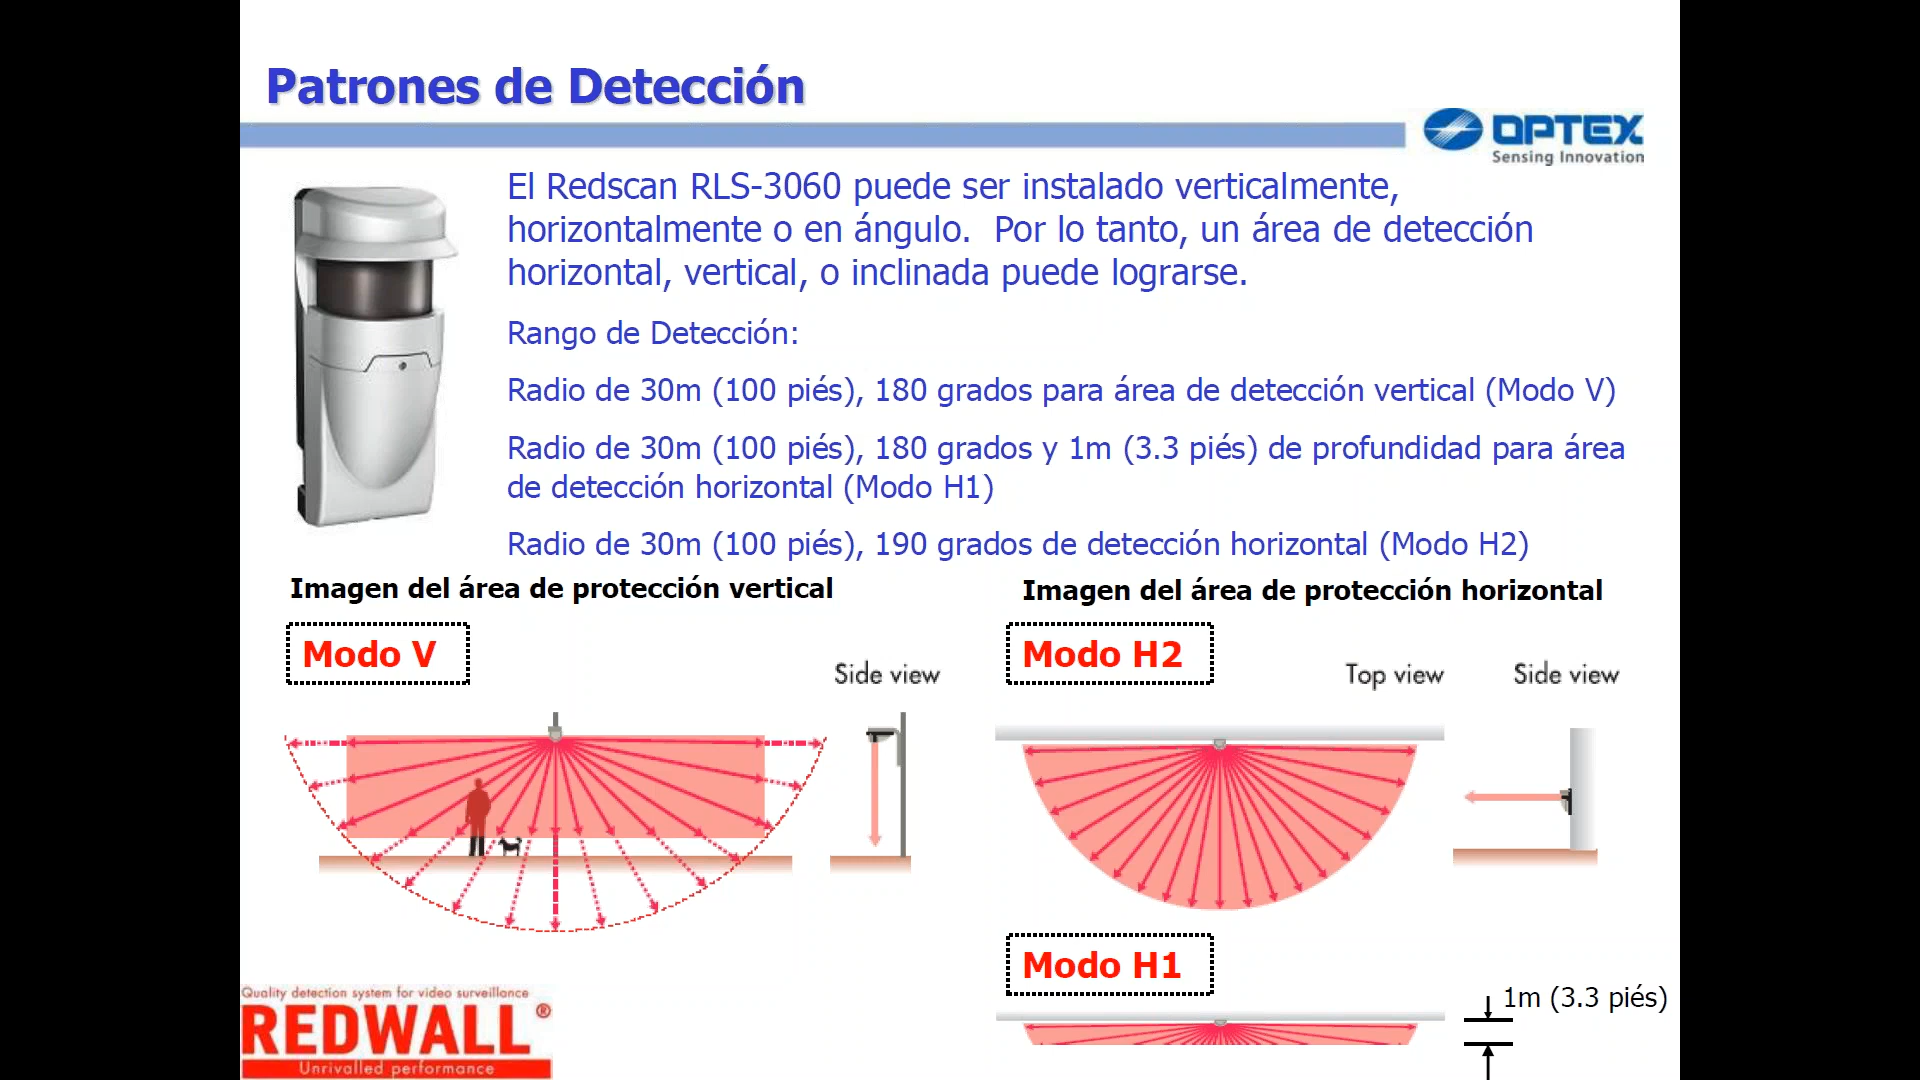 Patrones de Detección
OPTEX
Sensing Innovation
El Redscan RLS-3060 puede ser instalado verticalmente,
horizontalmente o en ángulo.  Por lo tanto, un área de detección
horizontal, vertical, o inclinada puede lograrse.
Rango de Detección:
Radio de 30m (100 piés), 180 grados para área de detección vertical (Modo V)
Radio de 30m (100 piés), 180 grados y 1m (3.3 piés) de profundidad para área
de detección horizontal (Modo H1)
Radio de 30m (100 piés), 190 grados de detección horizontal (Modo H2)
Imagen del área de protección vertical
Imagen del área de protección horizontal
Modo V
Side view
Modo H2
Top view
Side view
Modo H1
1m (3.3 piés)
Quality detection system for video surveillance
REDWALL®
Unrivalled performance